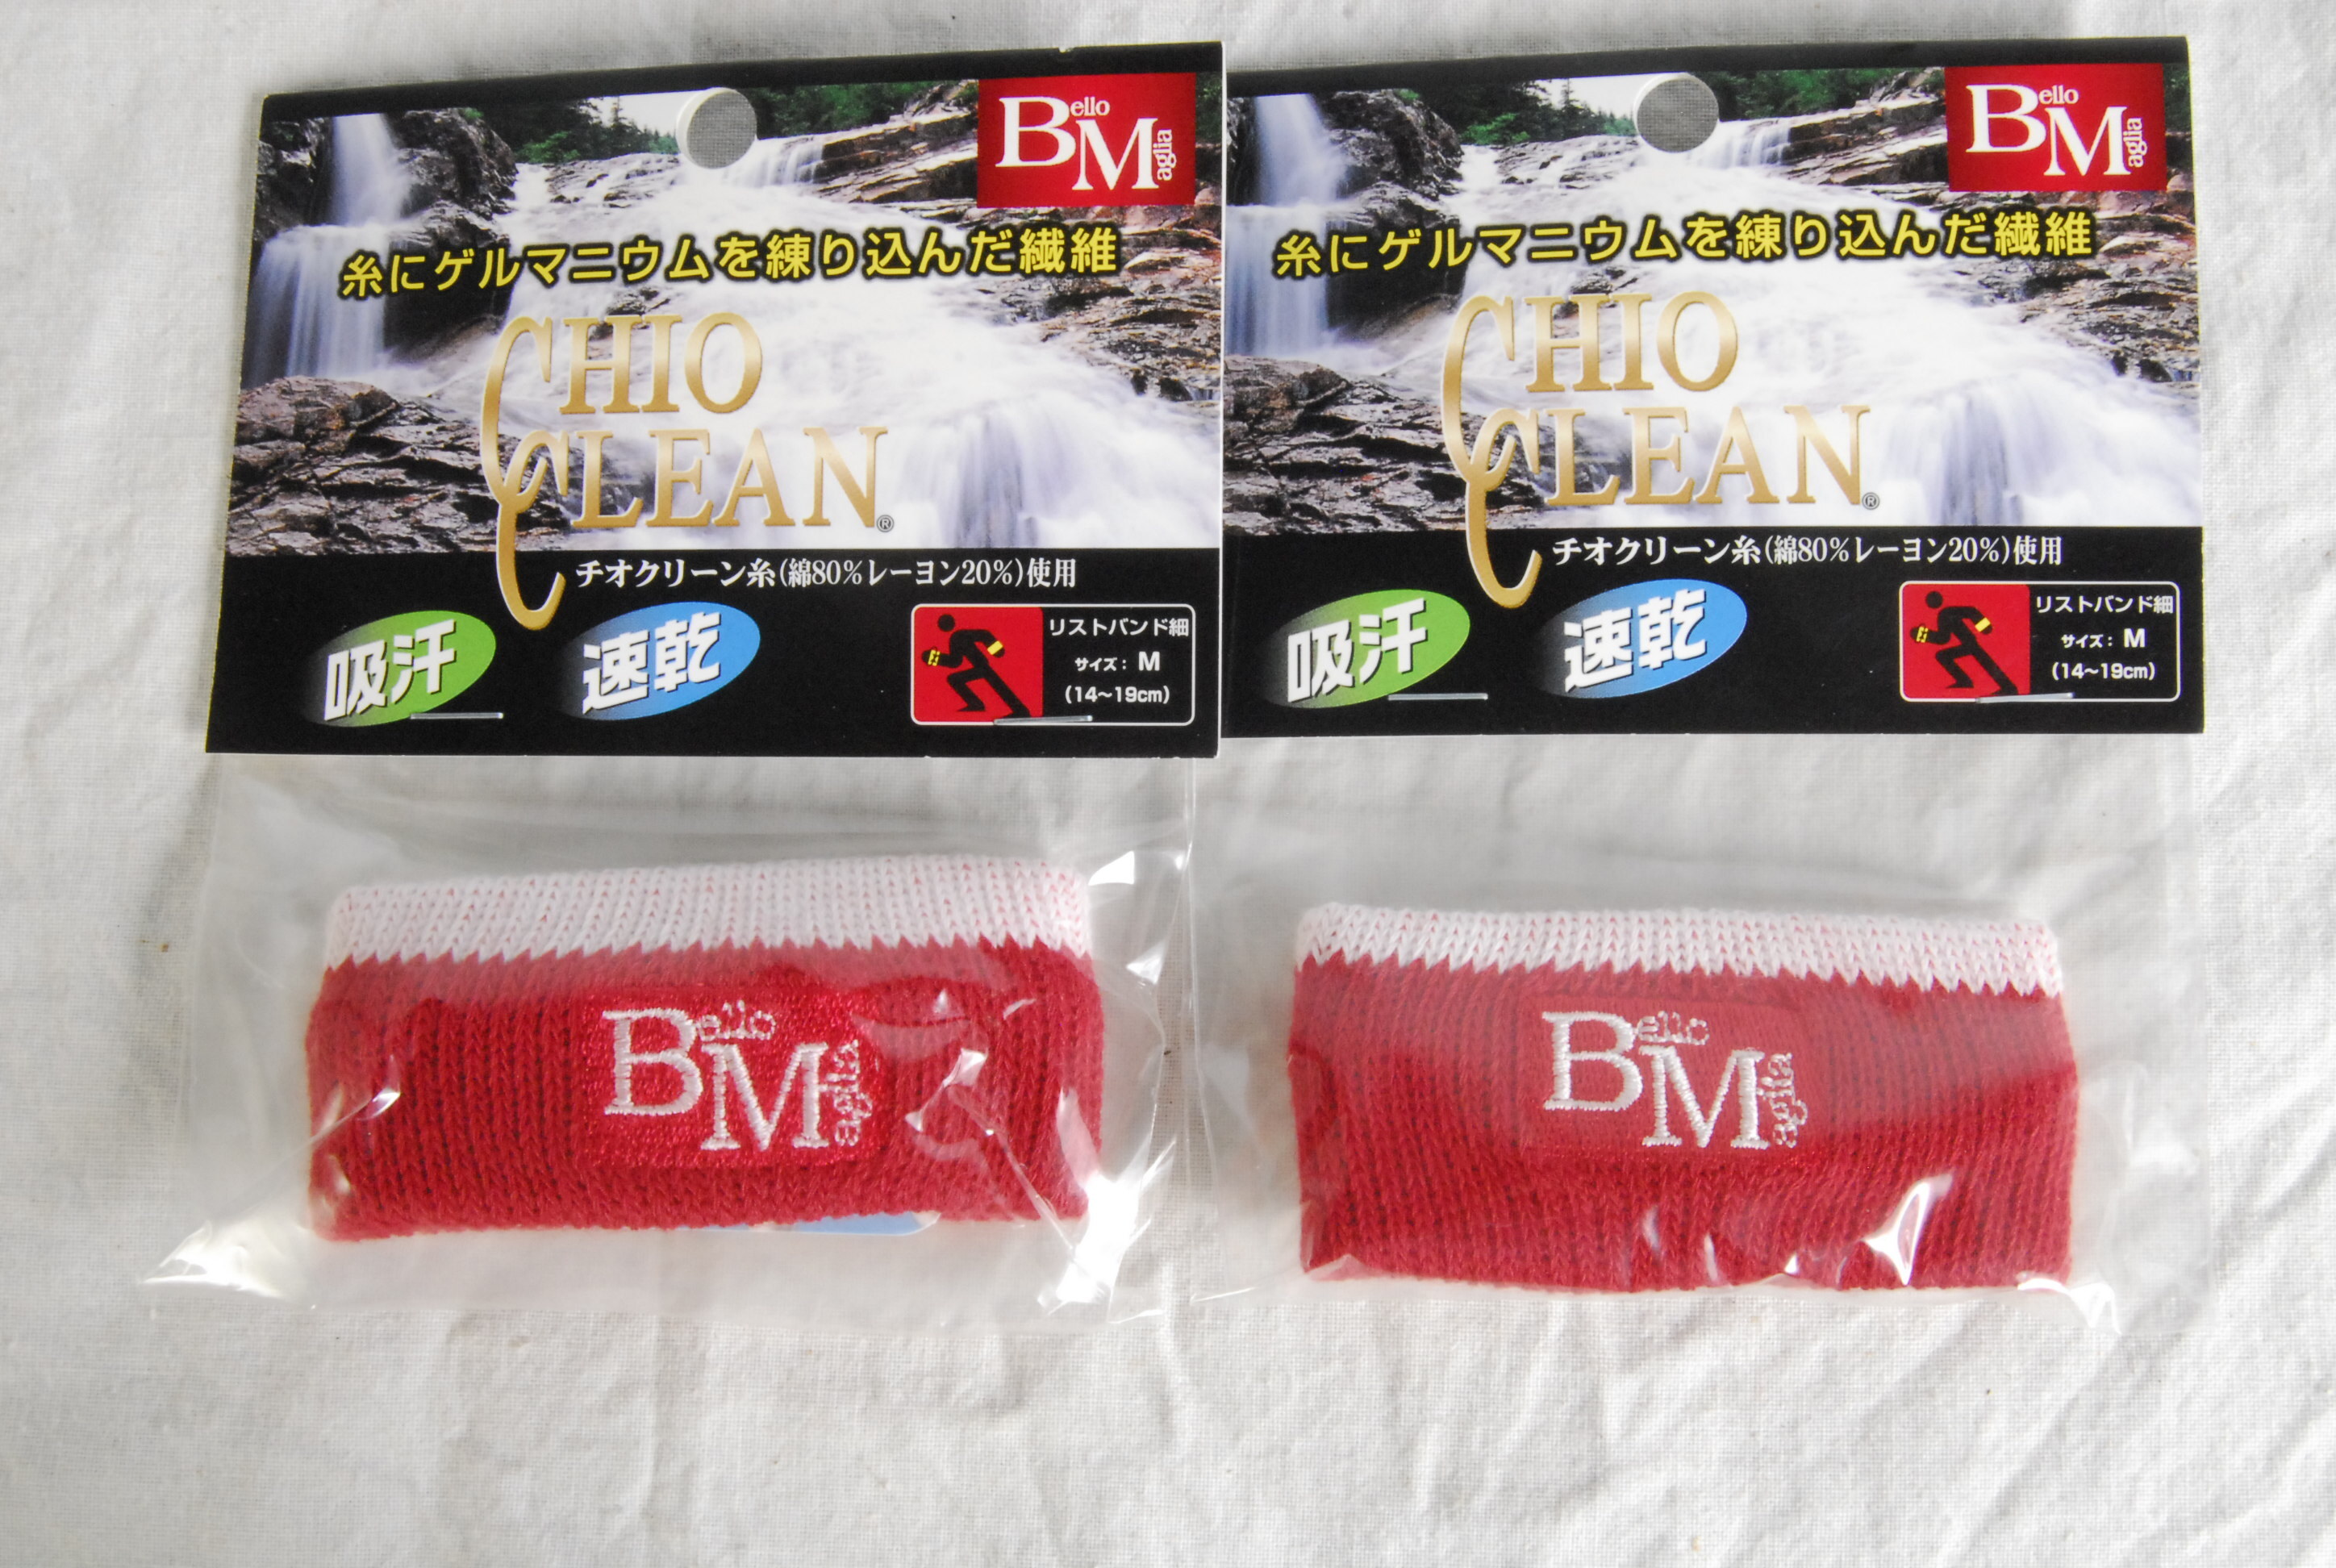 Bello
Maglia
糸にゲルマニウムを練り込んだ繊維
CHIO
CLEAN®
チオクリーン糸(綿80%レーヨン20%)使用
吸汗
速乾
リストバンド細
サイズ: M
(14~19cm)
Bello
Maglia
Bello
Maglia
糸にゲルマニウムを練り込んだ繊維
CHIO
CLEAN®
チオクリーン糸(綿80%レーヨン20%)使用
吸汗
速乾
リストバンド細
サイズ: M
(14~19cm)
Bello
Maglia